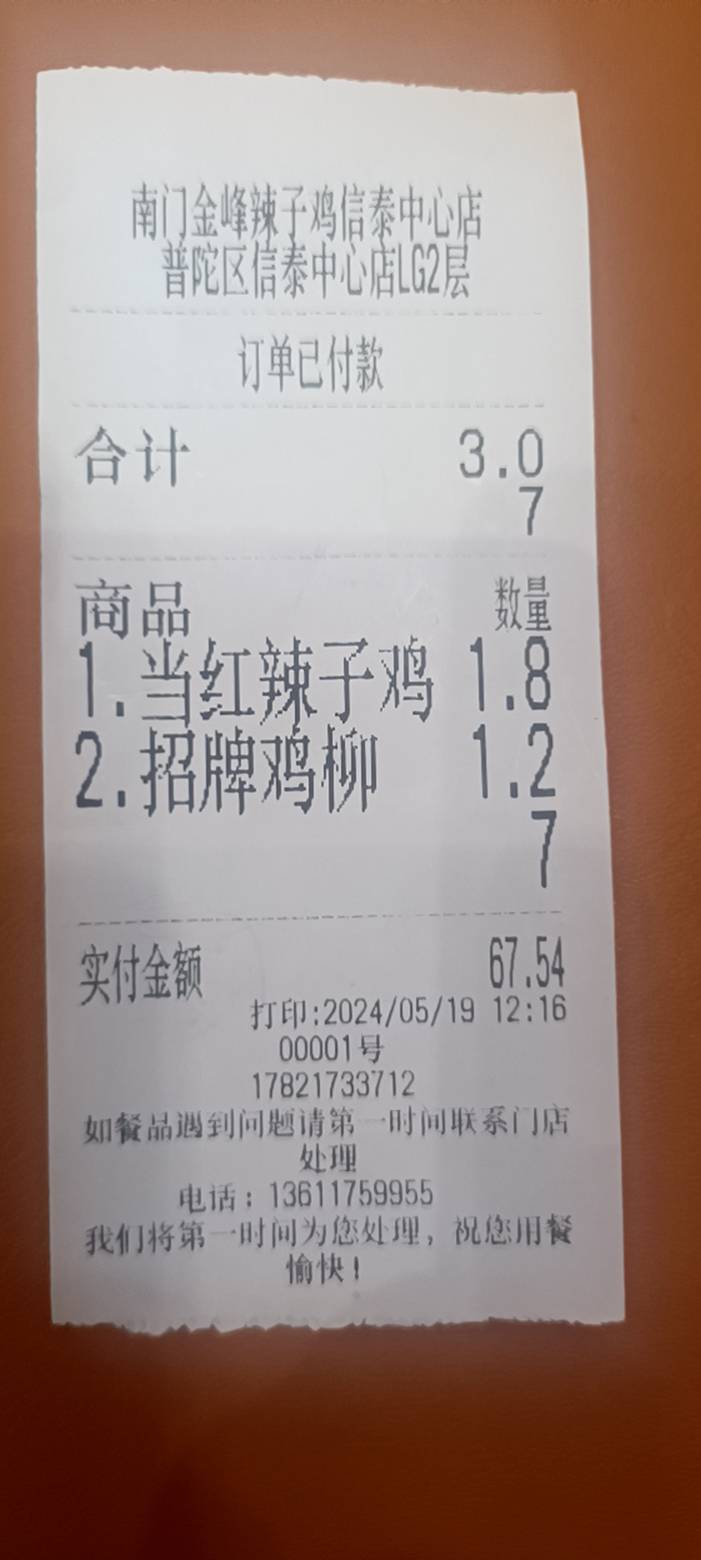 南门金峰辣子鸡信泰中心店
普陀区信泰中心店LG2层
订单已付款
合计 3.0
7
商品 数量
1.当红辣子鸡 1.8
2.招牌鸡柳 1.2
7
实付金额 67.54
打印:2024/05/19 12:16
00001号
17821733712
如餐品遇到问题请第一时间联系门店
处理
电话：13611759955
我们将第一时间为您处理，祝您用餐
愉快！